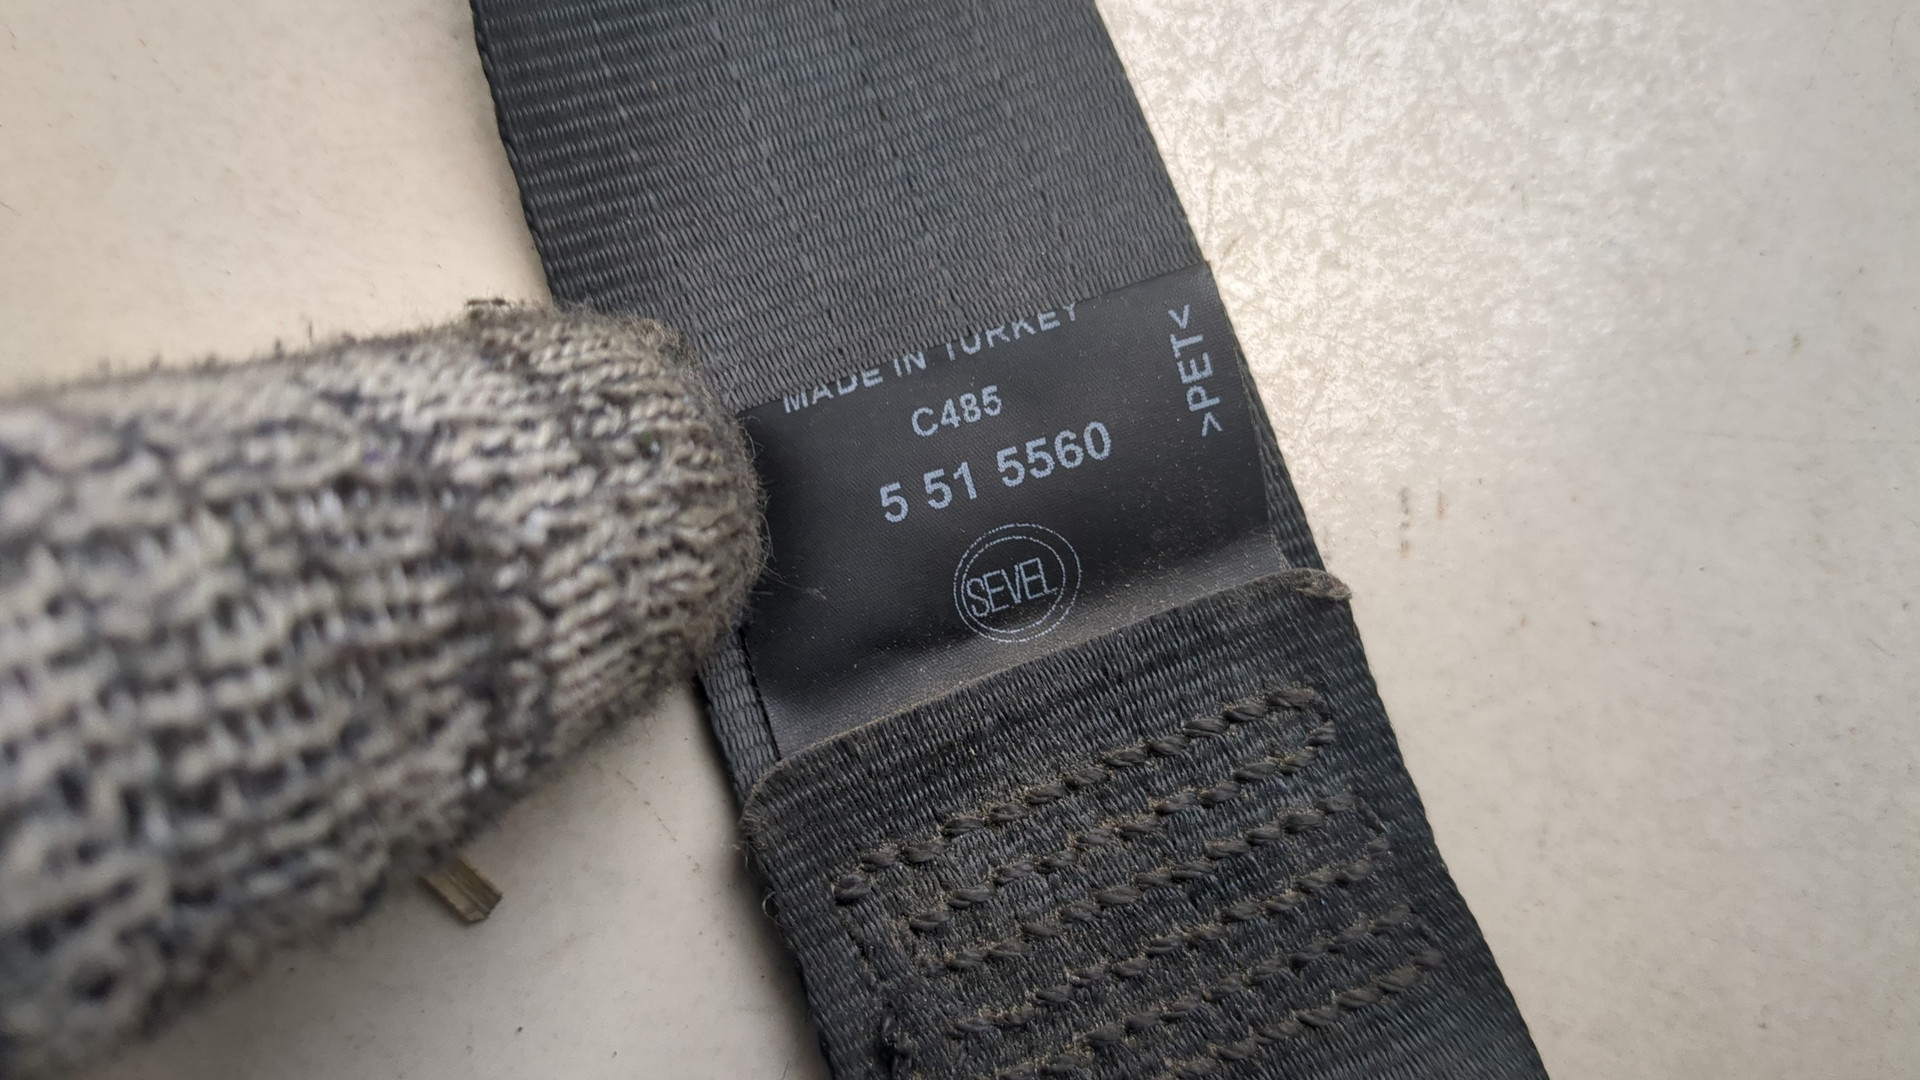 MADE IN TURKEY
C485
5 51 5560
SEVEL
>PET<